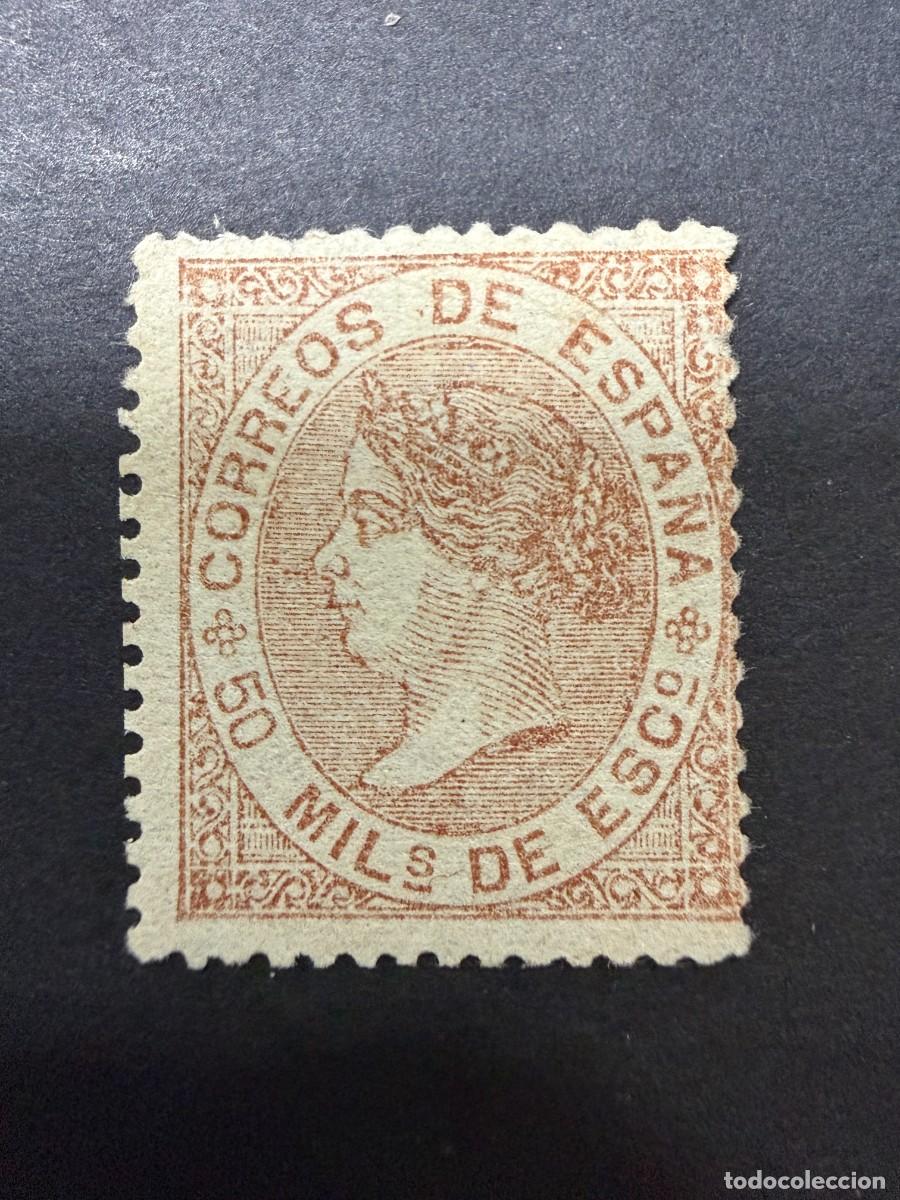 CORREOS DE ESPAÑA
50 MILS DE ESCO
todocoleccion